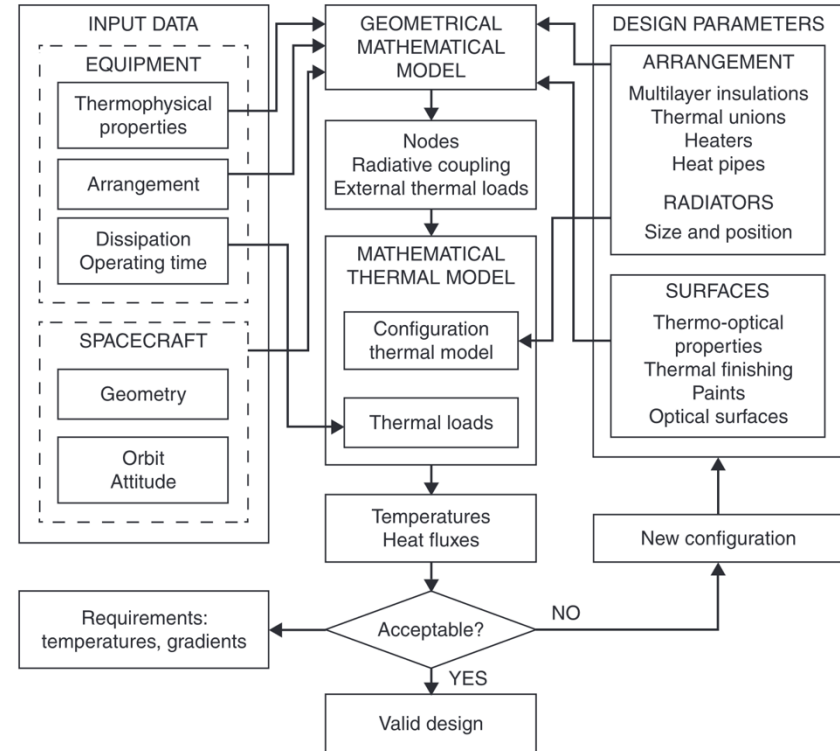 INPUT DATA
EQUIPMENT
Thermophysical
properties
Arrangement
Dissipation
Operating time
SPACECRAFT
Geometry
Orbit
Attitude
GEOMETRICAL
MATHEMATICAL
MODEL
Nodes
Radiative coupling
External thermal loads
MATHEMATICAL
THERMAL MODEL
Configuration
thermal model
Thermal loads
Temperatures
Heat fluxes
DESIGN PARAMETERS
ARRANGEMENT
Multilayer insulations
Thermal unions
Heaters
Heat pipes
RADIATORS
Size and position
SURFACES
Thermo-optical
properties
Thermal finishing
Paints
Optical surfaces
New configuration
Requirements:
temperatures, gradients
Acceptable?
NO
YES
Valid design